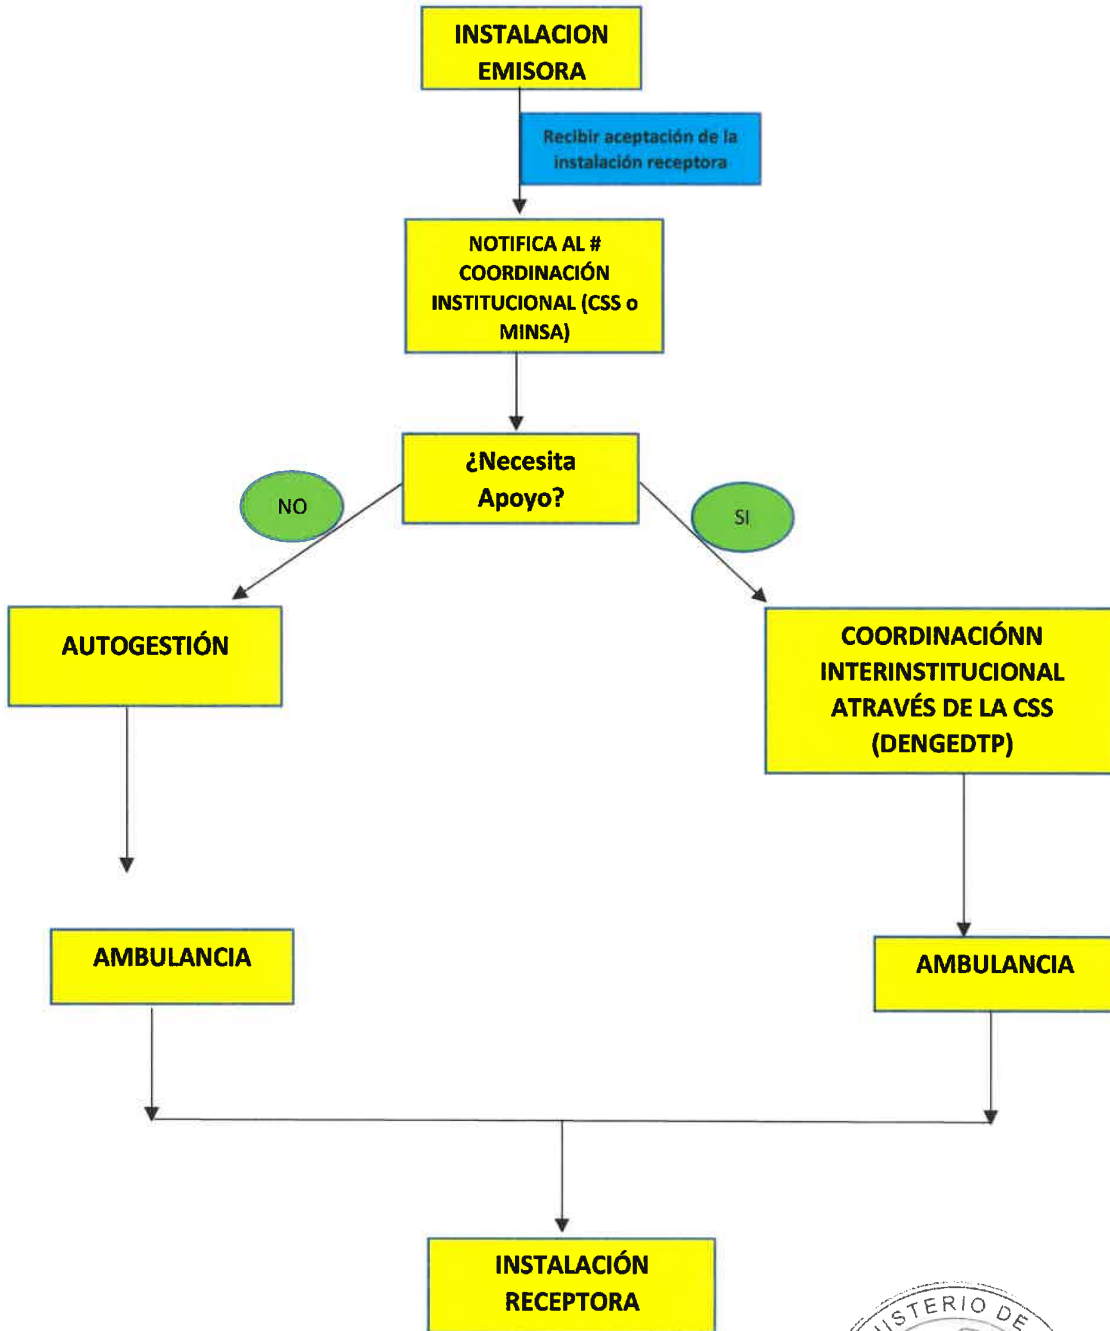 INSTALACION
EMISORA
Recibir aceptación de la
instalación receptora
NOTIFICA AL #
COORDINACIÓN
INSTITUCIONAL (CSS o
MINSA)
¿Necesita
Apoyo?
NO
SI
AUTOGESTIÓN
COORDINACIÓNN
INTERINSTITUCIONAL
ATRAVÉS DE LA CSS
(DENGEDTP)
AMBULANCIA
AMBULANCIA
INSTALACIÓN
RECEPTORA
DE